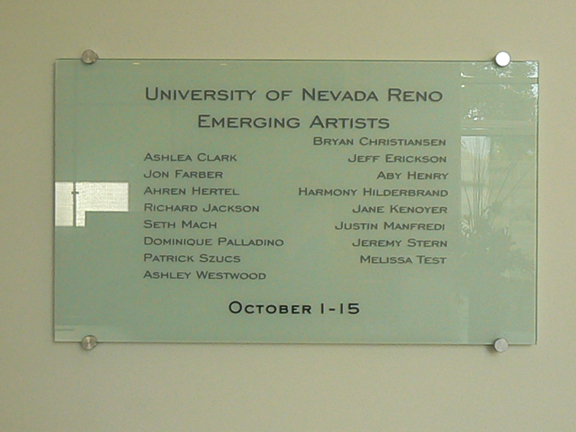 University of Nevada Reno
Emerging Artists
Bryan Christiansen
Ashlea Clark
Jeff Erickson
Jon Farber
Aby Henry
Ahren Hertel
Harmony Hilderbrand
Richard Jackson
Jane Kenoyer
Seth Mach
Justin Manfredi
Dominique Palladino
Jeremy Stern
Patrick Szucs
Melissa Test
Ashley Westwood
October 1-15